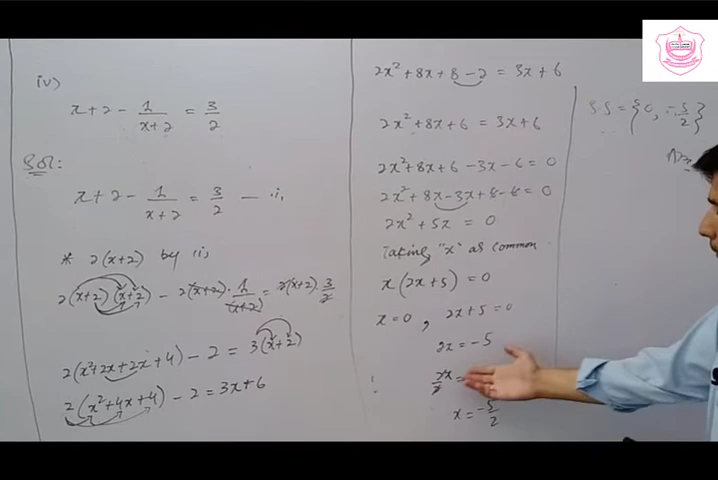 iv)
x+2 - 1/(x+2) = 3/2
Sol:
x+2 - 1/(x+2) = 3/2 — i,
* 2(x+2) by (i,
2(x+2)(x+2) - 2(x+2) · 1/(x+2) = 2(x+2) · 3/2
2(x²+2x+2x+4) - 2 = 3(x+2)
2(x²+4x+4) - 2 = 3x+6
2x²+8x+8-2 = 3x+6
2x²+8x+6 = 3x+6
2x²+8x+6-3x-6=0
2x²+8x-3x+6-6=0
2x²+5x = 0
Taking "x" as common
x(2x+5) = 0
x=0 , 2x+5=0
2x = -5
2x/2 =
x = -5/2
SS = {0, -5/2}